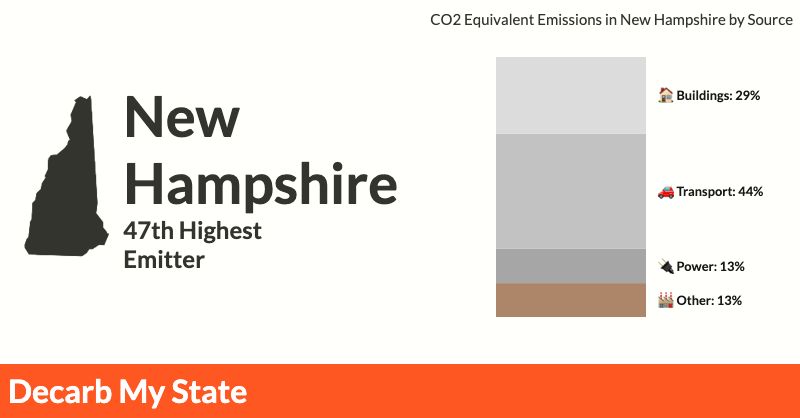 CO2 Equivalent Emissions in New Hampshire by Source
New
Hampshire
47th Highest
Emitter
Buildings: 29%
Transport: 44%
Power: 13%
Other: 13%
Decarb My State